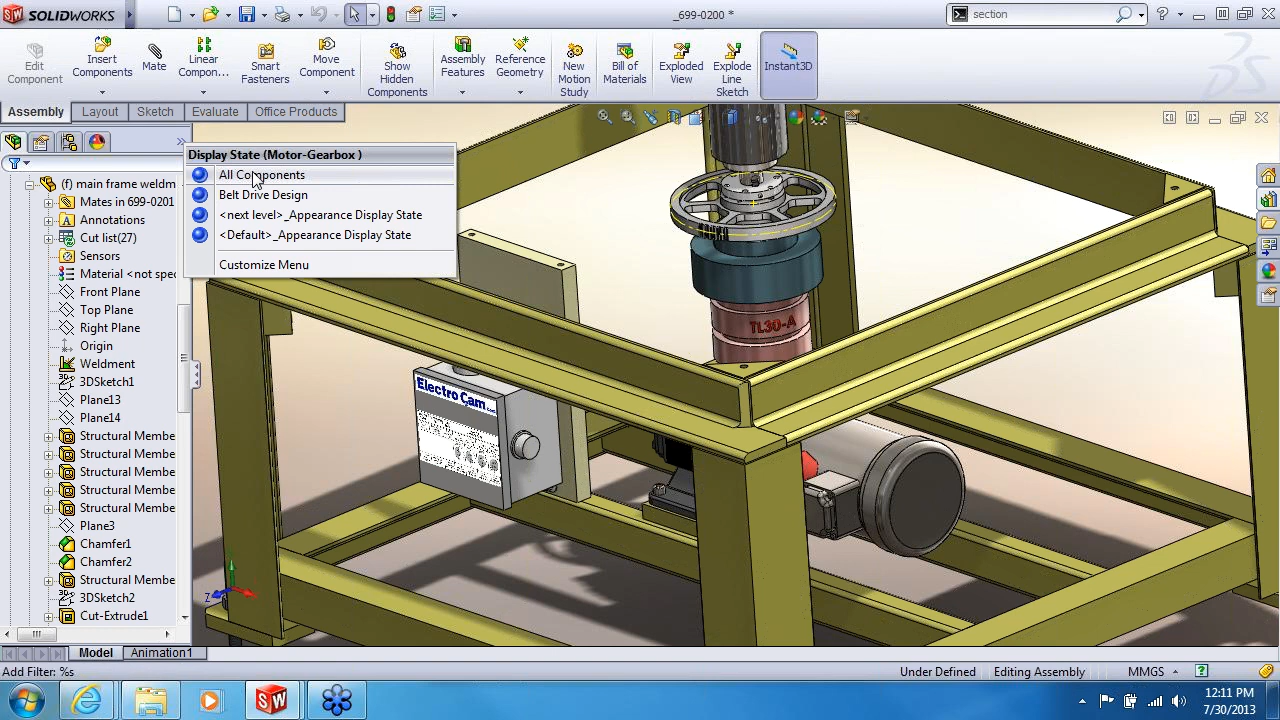 SOLIDWORKS
_699-0200 *
section
Edit Component
Insert Components
Mate
Linear Compon...
Smart Fasteners
Move Component
Show Hidden Components
Assembly Features
Reference Geometry
New Motion Study
Bill of Materials
Exploded View
Explode Line Sketch
Instant3D
Assembly
Layout
Sketch
Evaluate
Office Products
Display State (Motor-Gearbox )
All Components
Belt Drive Design
<next level>_Appearance Display State
<Default>_Appearance Display State
Customize Menu
(f) main frame weldm
Mates in 699-0201
Annotations
Cut list(27)
Sensors
Material <not spec
Front Plane
Top Plane
Right Plane
Origin
Weldment
3DSketch1
Plane13
Plane14
Structural Membe
Structural Membe
Structural Membe
Structural Membe
Structural Membe
Plane3
Chamfer1
Chamfer2
Structural Membe
3DSketch2
Cut-Extrude1
TL30-A
Electro Cam
Z
Model
Animation1
Add Filter: %s
Under Defined
Editing Assembly
MMGS
12:11 PM
7/30/2013